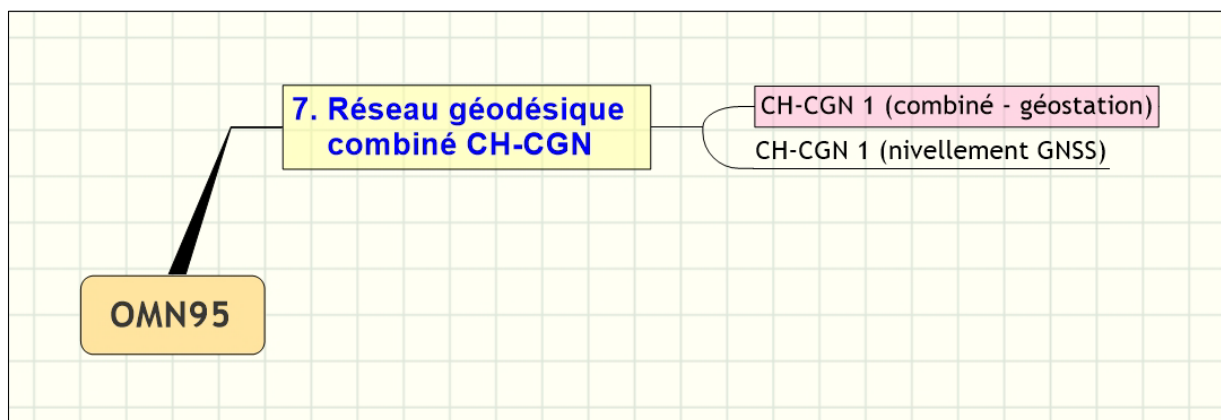 7. Réseau géodésique
combiné CH-CGN
CH-CGN 1 (combiné - géostation)
CH-CGN 1 (nivellement GNSS)
OMN95